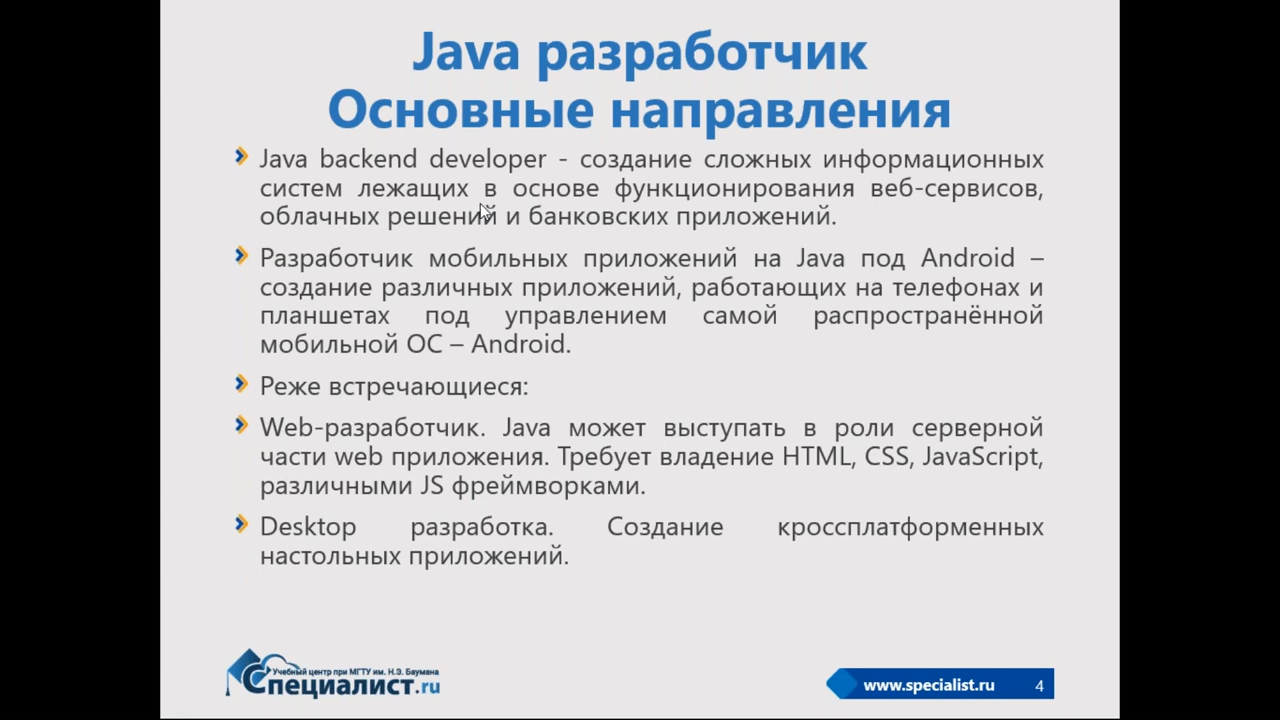 Java разработчик
Основные направления
Java backend developer - создание сложных информационных
систем лежащих в основе функционирования веб-сервисов,
облачных решений и банковских приложений.
Разработчик мобильных приложений на Java под Android –
создание различных приложений, работающих на телефонах и
планшетах под управлением самой распространённой
мобильной ОС – Android.
Реже встречающиеся:
Web-разработчик. Java может выступать в роли серверной
части web приложения. Требует владение HTML, CSS, JavaScript,
различными JS фреймворками.
Desktop разработка. Создание кроссплатформенных
настольных приложений.
Учебный центр при МГТУ им. Н.Э. Баумана
Специалист.ru
www.specialist.ru 4